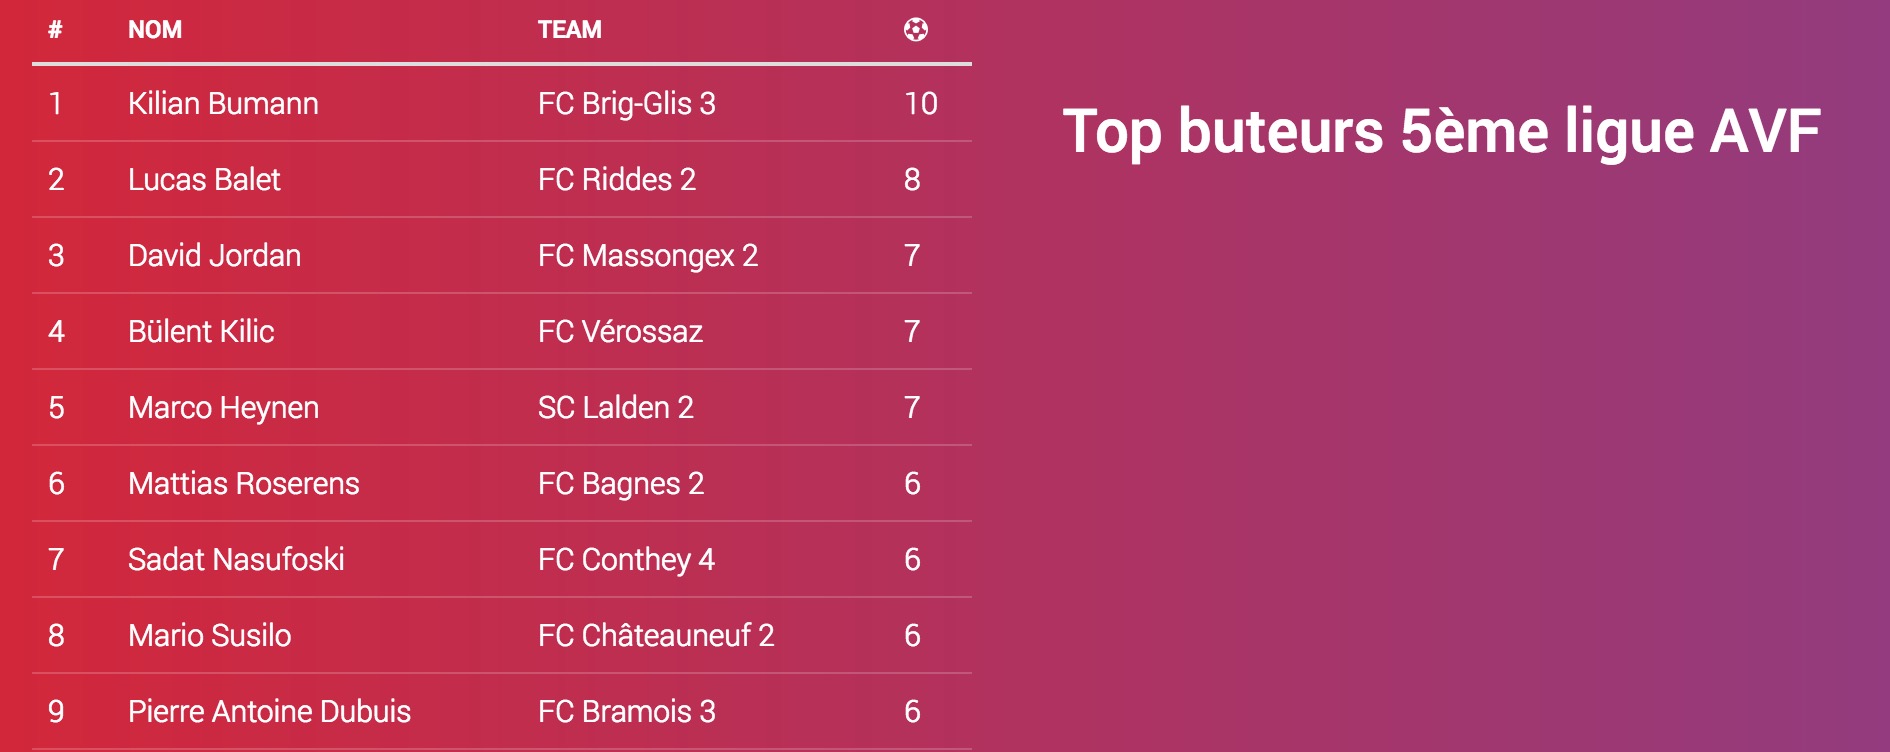 # NOM TEAM
1 Kilian Bumann FC Brig-Glis 3 10
2 Lucas Balet FC Riddes 2 8
3 David Jordan FC Massongex 2 7
4 Bülent Kilic FC Vérossaz 7
5 Marco Heynen SC Lalden 2 7
6 Mattias Roserens FC Bagnes 2 6
7 Sadat Nasufoski FC Conthey 4 6
8 Mario Susilo FC Châteauneuf 2 6
9 Pierre Antoine Dubuis FC Bramois 3 6
Top buteurs 5ème ligue AVF